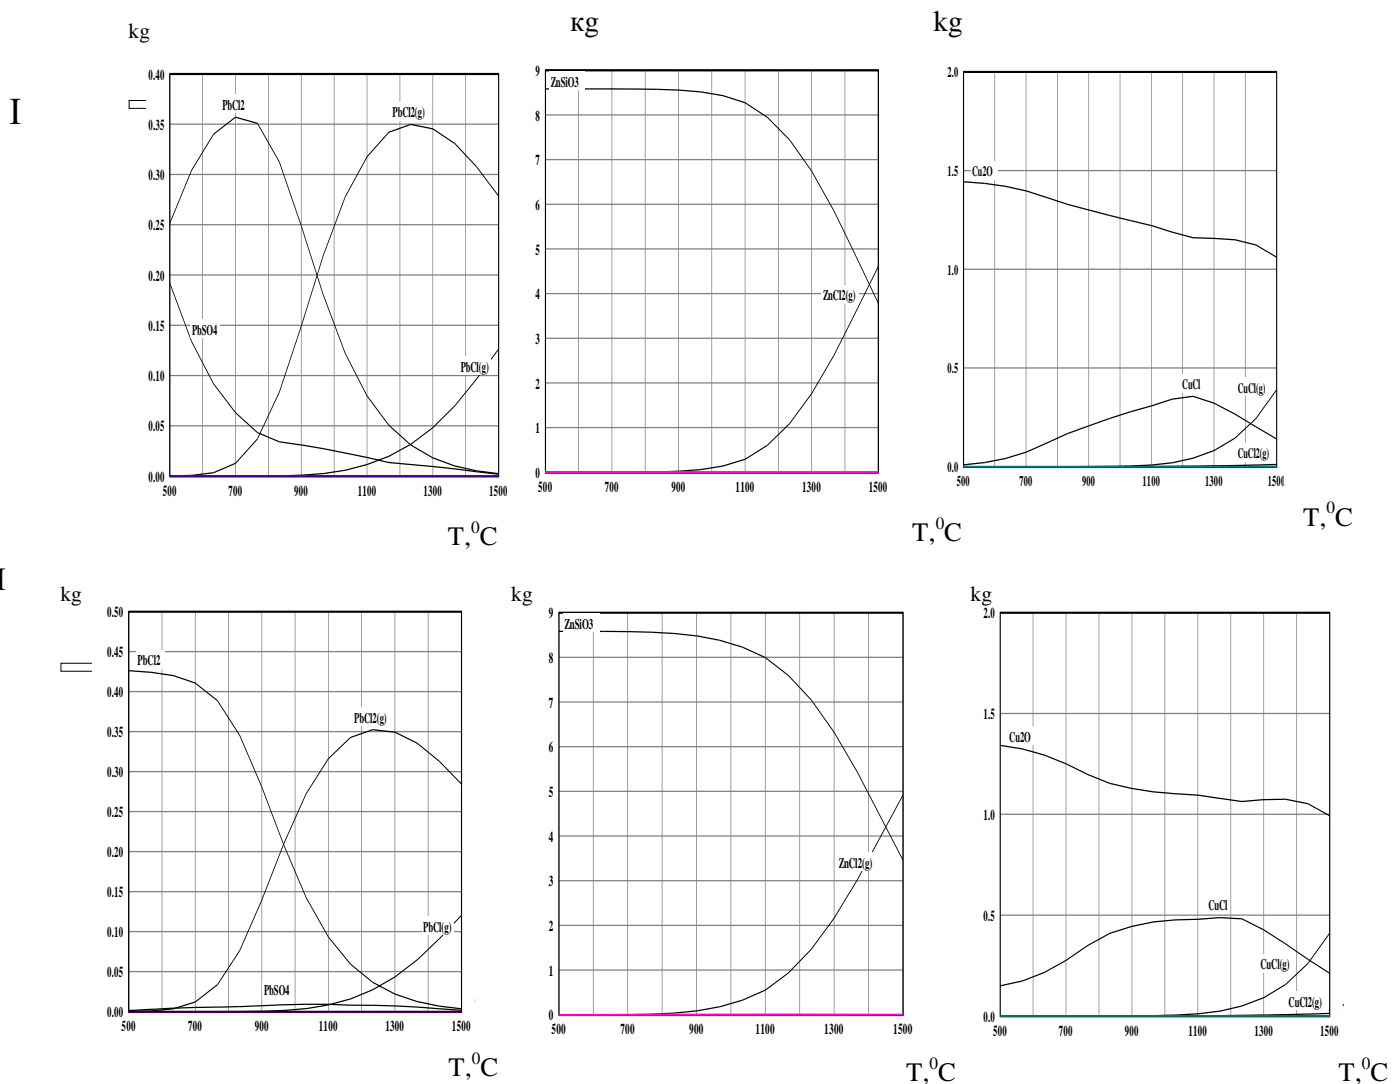 kg
кg
kg
I
0.40
0.35
0.30
0.25
0.20
0.15
0.10
0.05
0.00
500 700 900 1100 1300 1500
PbCl2
PbCl2(g)
PbSO4
PbCl(g)
T,⁰C
9
8
7
6
5
4
3
2
1
0
500 700 900 1100 1300 1500
ZnSiO3
ZnCl2(g)
T,⁰C
2.0
1.5
1.0
0.5
0.0
500 700 900 1100 1300 1500
Cu2O
CuCl
CuCl(g)
CuCl2(g)
T,⁰C
I
kg
kg
kg
0.50
0.45
0.40
0.35
0.30
0.25
0.20
0.15
0.10
0.05
0.00
500 700 900 1100 1300 1500
PbCl2
PbCl2(g)
PbCl(g)
PbSO4
T,⁰C
9
8
7
6
5
4
3
2
1
0
500 700 900 1100 1300 1500
ZnSiO3
ZnCl2(g)
T,⁰C
2.0
1.5
1.0
0.5
0.0
500 700 900 1100 1300 1500
Cu2O
CuCl
CuCl(g)
CuCl2(g)
T,⁰C